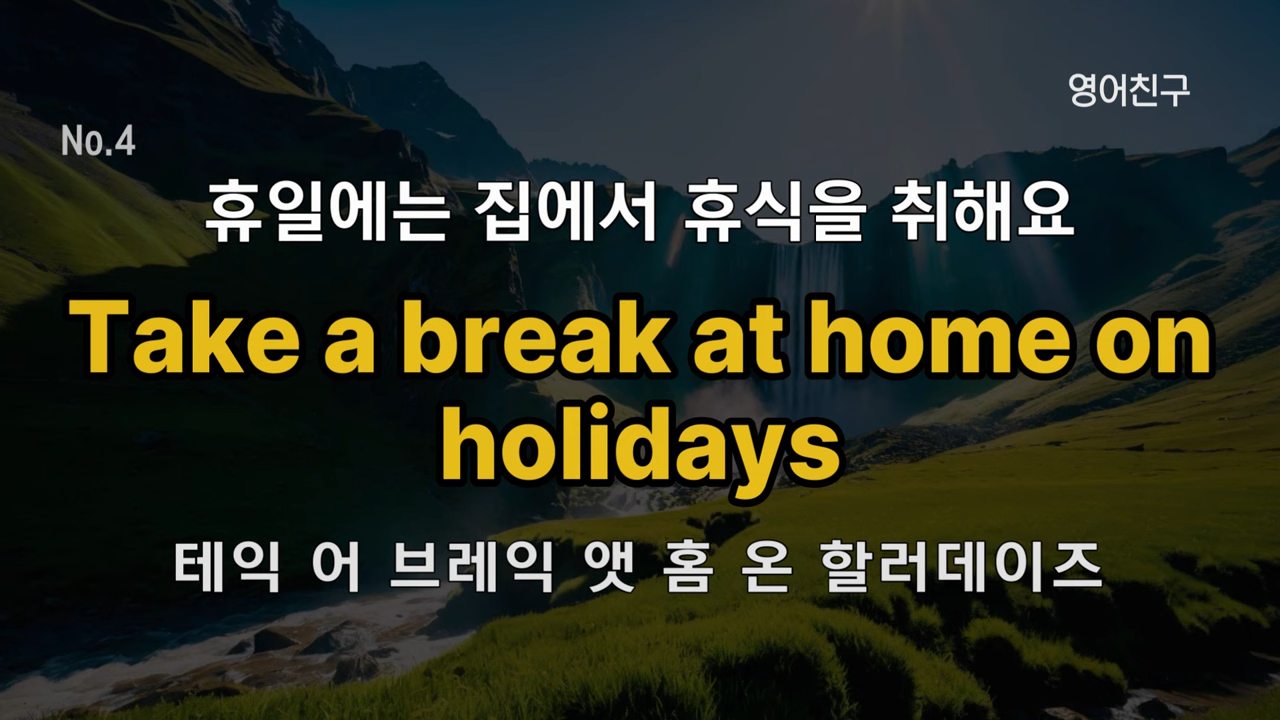 영어친구
No.4
휴일에는 집에서 휴식을 취해요
Take a break at home on
holidays
테익 어 브레익 앳 홈 온 할러데이즈